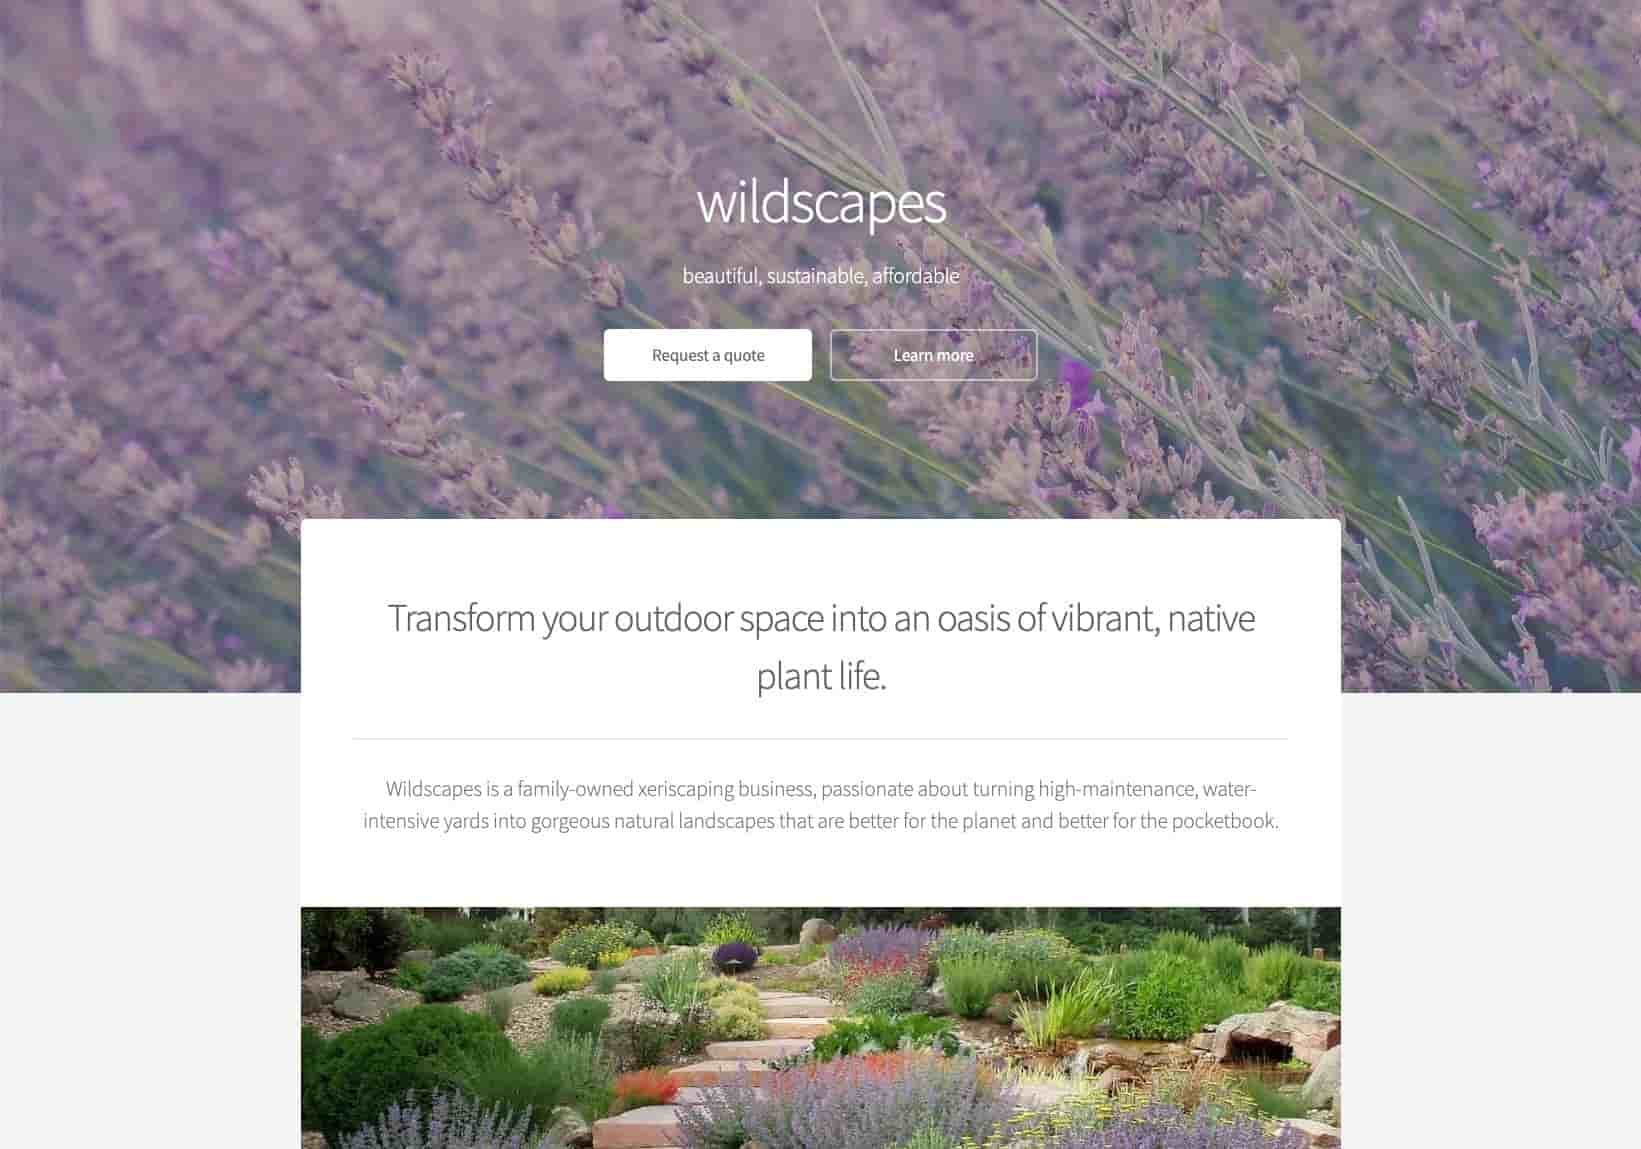 wildscapes
beautiful, sustainable, affordable
Request a quote
Learn more
Transform your outdoor space into an oasis of vibrant, native
plant life.
Wildscapes is a family-owned xeriscaping business, passionate about turning high-maintenance, water-
intensive yards into gorgeous natural landscapes that are better for the planet and better for the pocketbook.